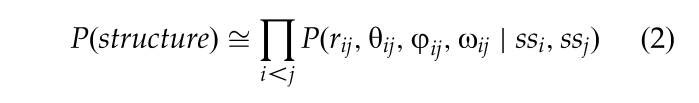 P(structure) ≅ ∏_{i<j} P(r_{ij}, θ_{ij}, φ_{ij}, ω_{ij} | ss_i, ss_j) (2)